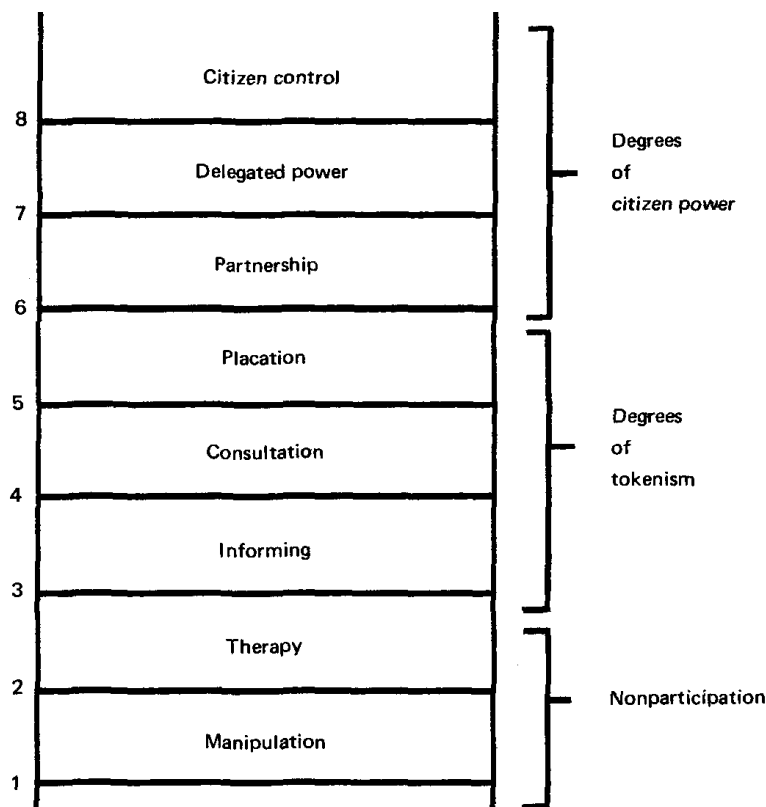 Citizen control
8
Delegated power
7
Partnership
6
Placation
5
Consultation
4
Informing
3
Therapy
2
Manipulation
1
Degrees
of
citizen power
Degrees
of
tokenism
Nonparticipation